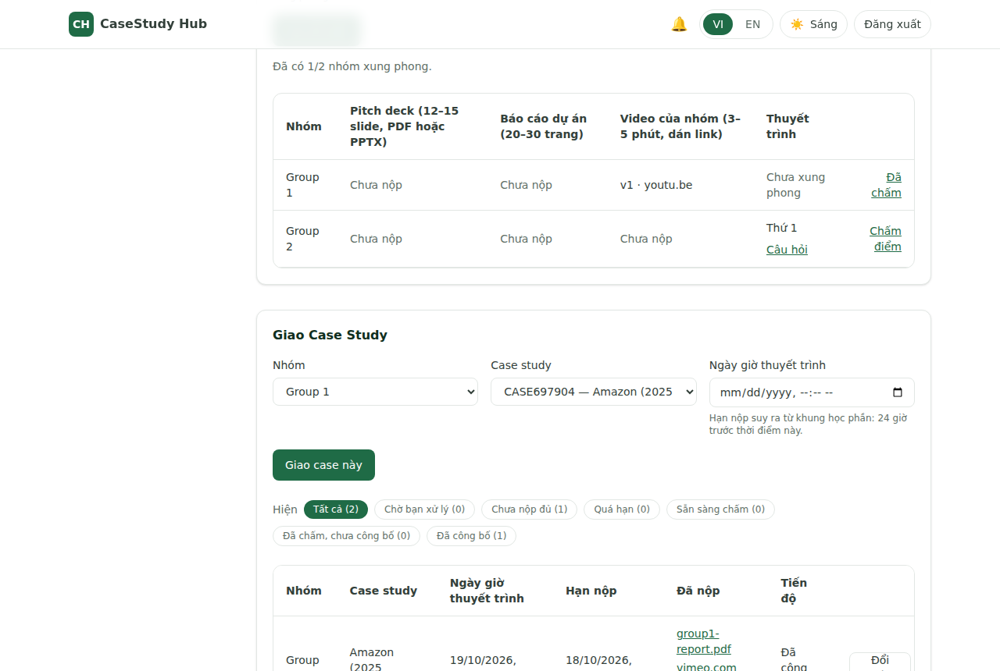 CH CaseStudy Hub
🔔 VI EN ☀️ Sáng Đăng xuất
Đã có 1/2 nhóm xung phong.
Nhóm
Pitch deck (12–15
slide, PDF hoặc
PPTX)
Báo cáo dự án
(20–30 trang)
Video của nhóm (3–
5 phút, dán link)
Thuyết
trình
Group
1
Chưa nộp
Chưa nộp
v1 · youtu.be
Chưa xung
phong
Đã
chấm
Group
2
Chưa nộp
Chưa nộp
Chưa nộp
Thứ 1
Câu hỏi
Chấm
điểm
Giao Case Study
Nhóm
Group 1
Case study
CASE697904 — Amazon (2025
Ngày giờ thuyết trình
mm/dd/yyyy, --:-- --
Hạn nộp suy ra từ khung học phần: 24 giờ
trước thời điểm này.
Giao case này
Hiện Tất cả (2) Chờ bạn xử lý (0) Chưa nộp đủ (1) Quá hạn (0) Sẵn sàng chấm (0)
Đã chấm, chưa công bố (0) Đã công bố (1)
Nhóm
Case study
Ngày giờ
thuyết trình
Hạn nộp
Đã nộp
Tiến
độ
Group
Amazon
(2025
19/10/2026,
18/10/2026,
group1-
report.pdf
vimeo.com
Đã
công
Đổi